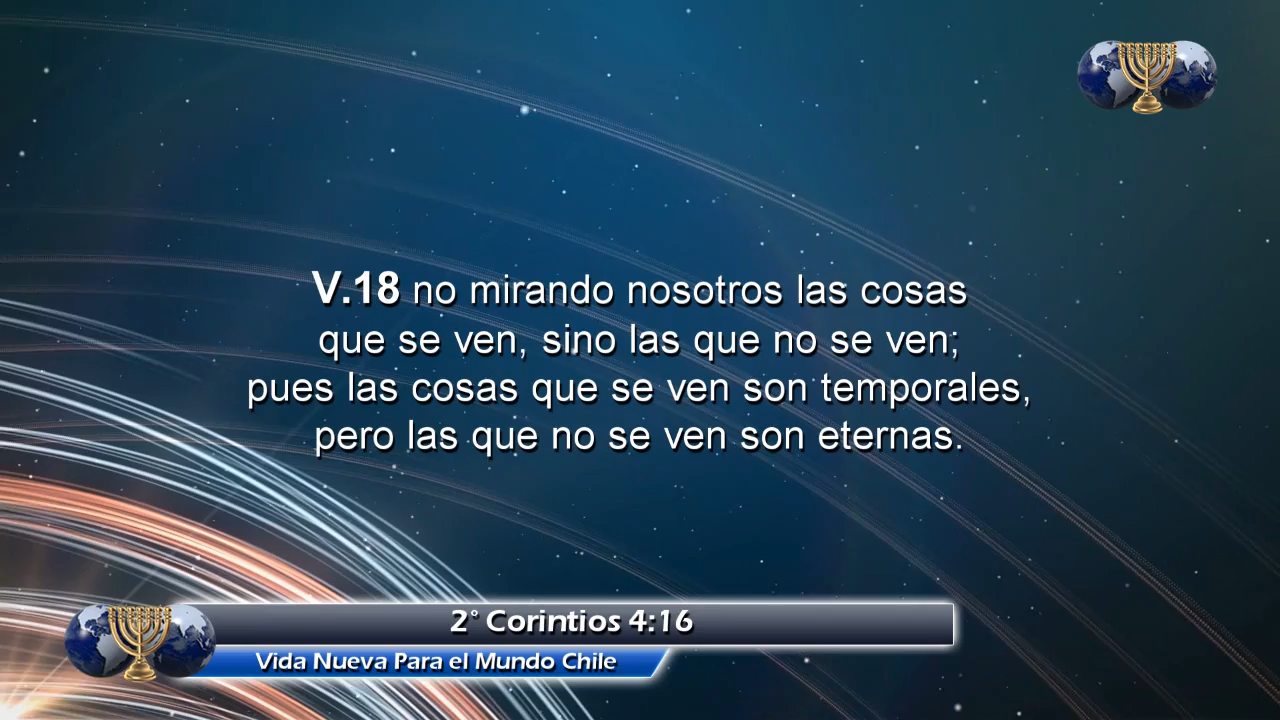 V.18 no mirando nosotros las cosas
que se ven, sino las que no se ven;
pues las cosas que se ven son temporales,
pero las que no se ven son eternas.
2° Corintios 4:16
Vida Nueva Para el Mundo Chile